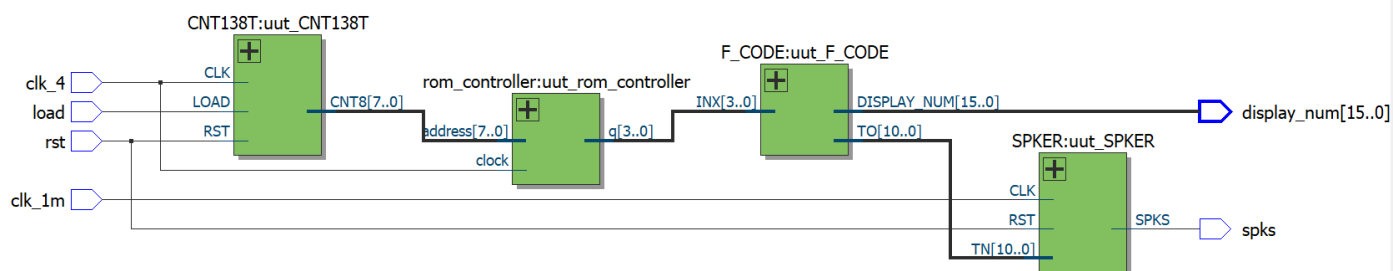 CNT138T:uut_CNT138T
F_CODE:uut_F_CODE
rom_controller:uut_rom_controller
clk_4
CLK
load
LOAD
CNT8[7..0]
INX[3..0]
DISPLAY_NUM[15..0]
display_num[15..0]
rst
RST
address[7..0]
q[3..0]
TO[10..0]
SPKER:uut_SPKER
clock
clk_1m
CLK
RST
SPKS
spks
TN[10..0]